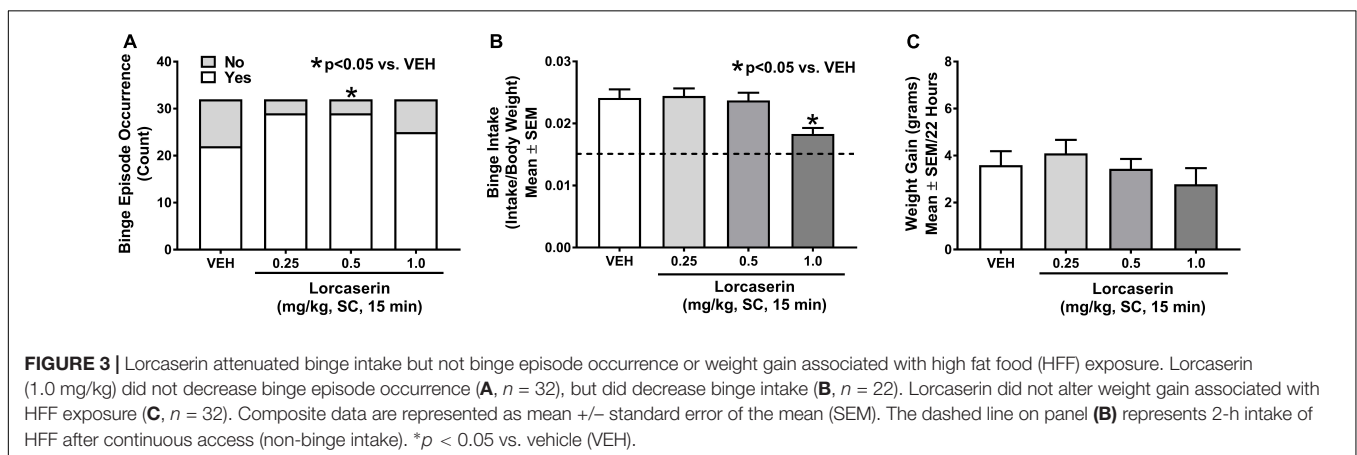 A
No
Yes
*p<0.05 vs. VEH
*
40
30
20
10
0
Binge Episode Occurrence
(Count)
VEH
0.25
0.5
1.0
Lorcaserin
(mg/kg, SC, 15 min)
B
*p<0.05 vs. VEH
*
0.03
0.02
0.01
0.00
Binge Intake
(Intake/Body Weight)
Mean ± SEM
VEH
0.25
0.5
1.0
Lorcaserin
(mg/kg, SC, 15 min)
C
8
6
4
2
0
Weight Gain (grams)
Mean ± SEM/22 Hours
VEH
0.25
0.5
1.0
Lorcaserin
(mg/kg, SC, 15 min)
FIGURE 3 | Lorcaserin attenuated binge intake but not binge episode occurrence or weight gain associated with high fat food (HFF) exposure. Lorcaserin
(1.0 mg/kg) did not decrease binge episode occurrence (A, n = 32), but did decrease binge intake (B, n = 22). Lorcaserin did not alter weight gain associated with
HFF exposure (C, n = 32). Composite data are represented as mean +/– standard error of the mean (SEM). The dashed line on panel (B) represents 2-h intake of
HFF after continuous access (non-binge intake). *p < 0.05 vs. vehicle (VEH).